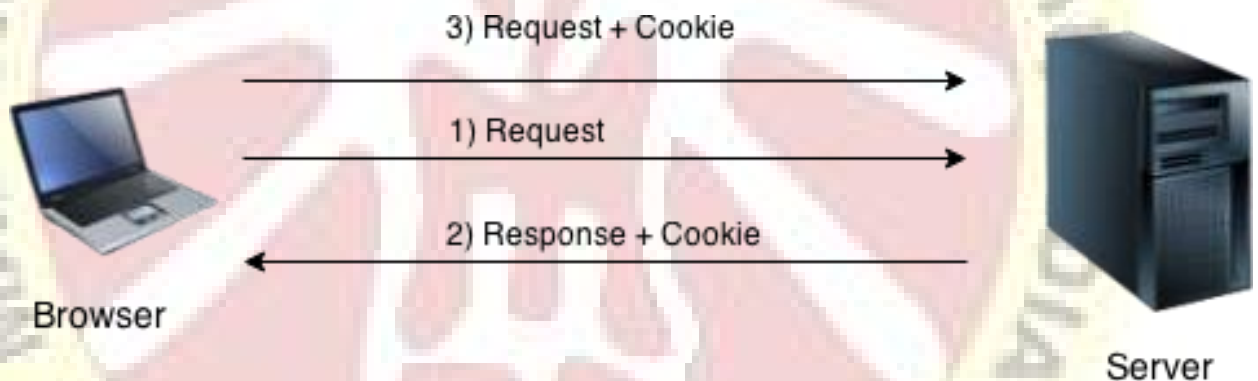 3) Request + Cookie
1) Request
2) Response + Cookie
Browser
Server